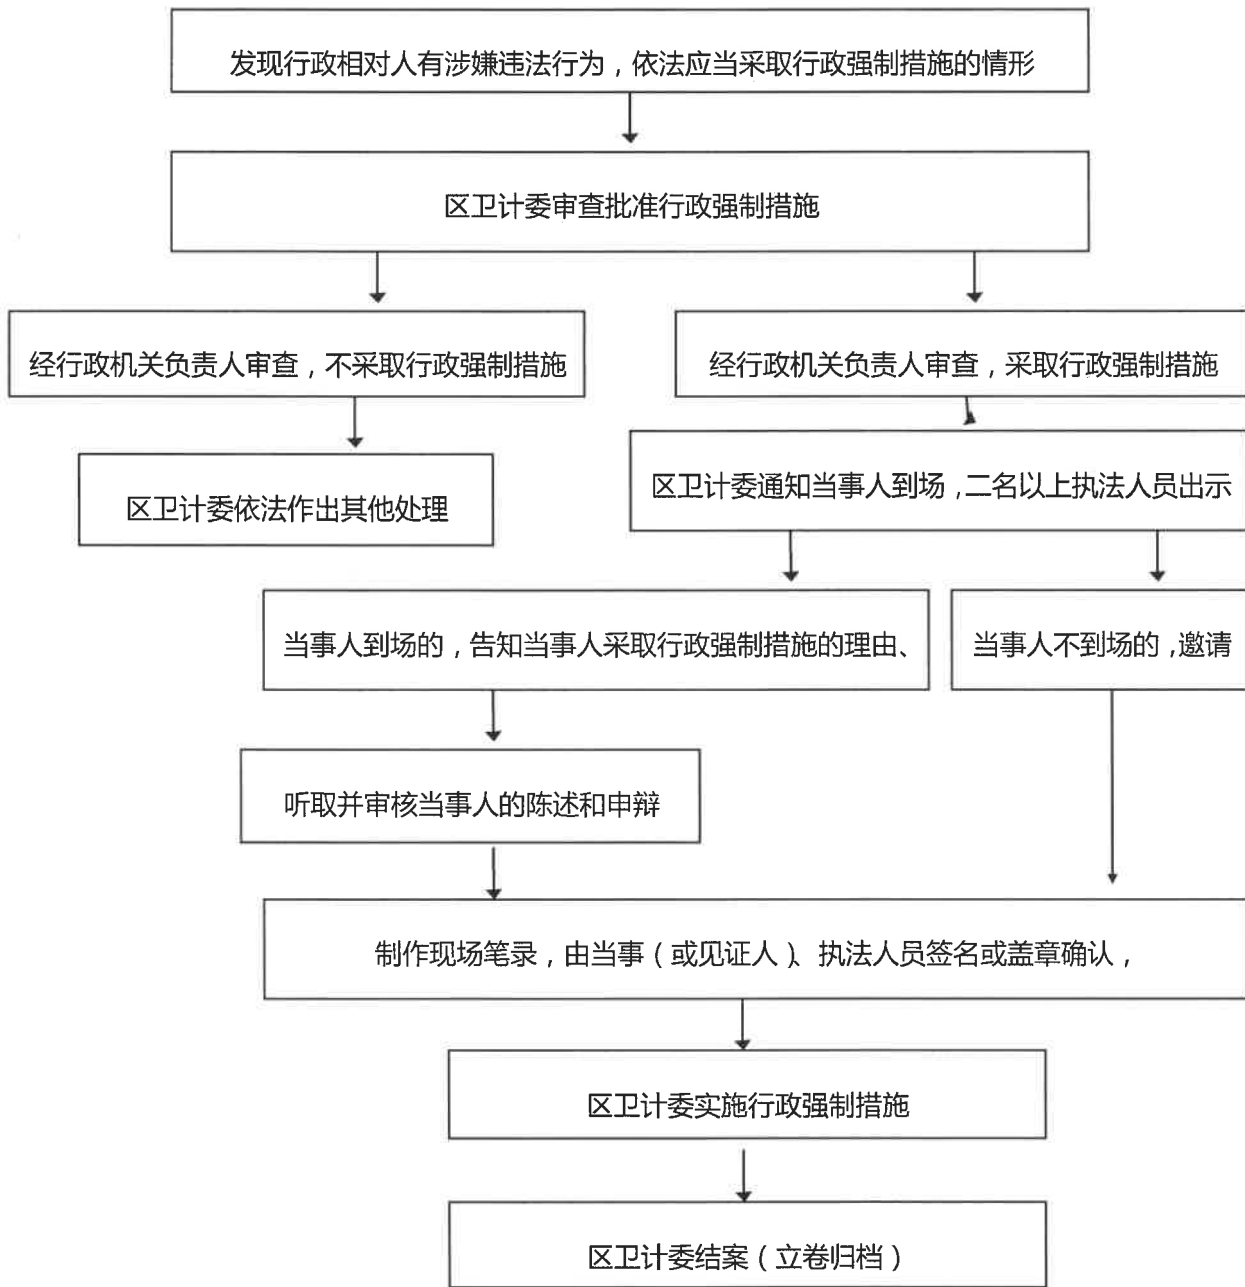 发现行政相对人有涉嫌违法行为，依法应当采取行政强制措施的情形
区卫计委审查批准行政强制措施
经行政机关负责人审查，不采取行政强制措施
经行政机关负责人审查，采取行政强制措施
区卫计委依法作出其他处理
区卫计委通知当事人到场，二名以上执法人员出示
当事人到场的，告知当事人采取行政强制措施的理由、
当事人不到场的，邀请
听取并审核当事人的陈述和申辩
制作现场笔录，由当事（或见证人）、执法人员签名或盖章确认，
区卫计委实施行政强制措施
区卫计委结案（立卷归档）